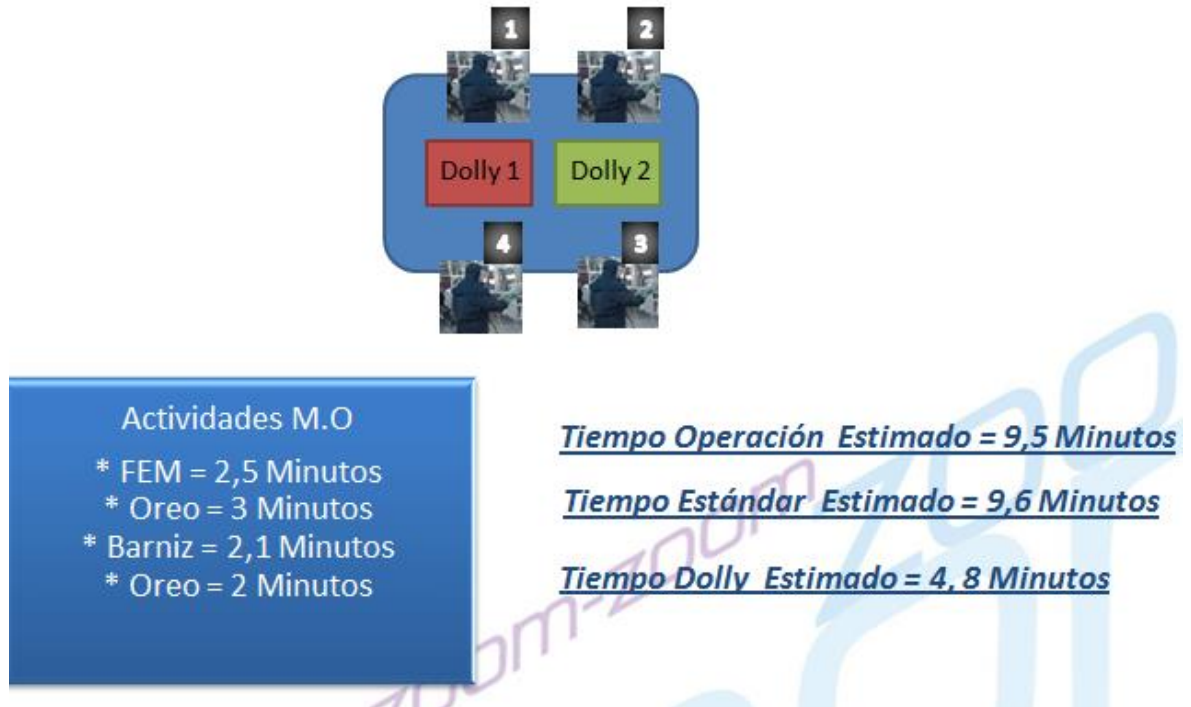 1
2
Dolly 1
Dolly 2
4
3
Actividades M.O
* FEM = 2,5 Minutos
* Oreo = 3 Minutos
* Barniz = 2,1 Minutos
* Oreo = 2 Minutos
Tiempo Operación Estimado = 9,5 Minutos
Tiempo Estándar Estimado = 9,6 Minutos
Tiempo Dolly Estimado = 4, 8 Minutos
zoom-zoom